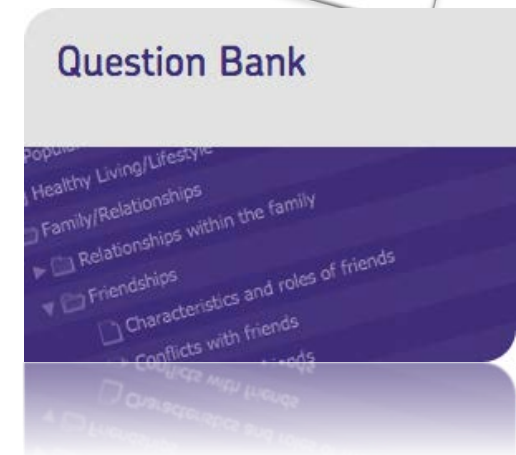 Question Bank
Healthy Living/Lifestyle
Family/Relationships
Relationships within the family
Friendships
Characteristics and roles of friends
Conflicts with friends